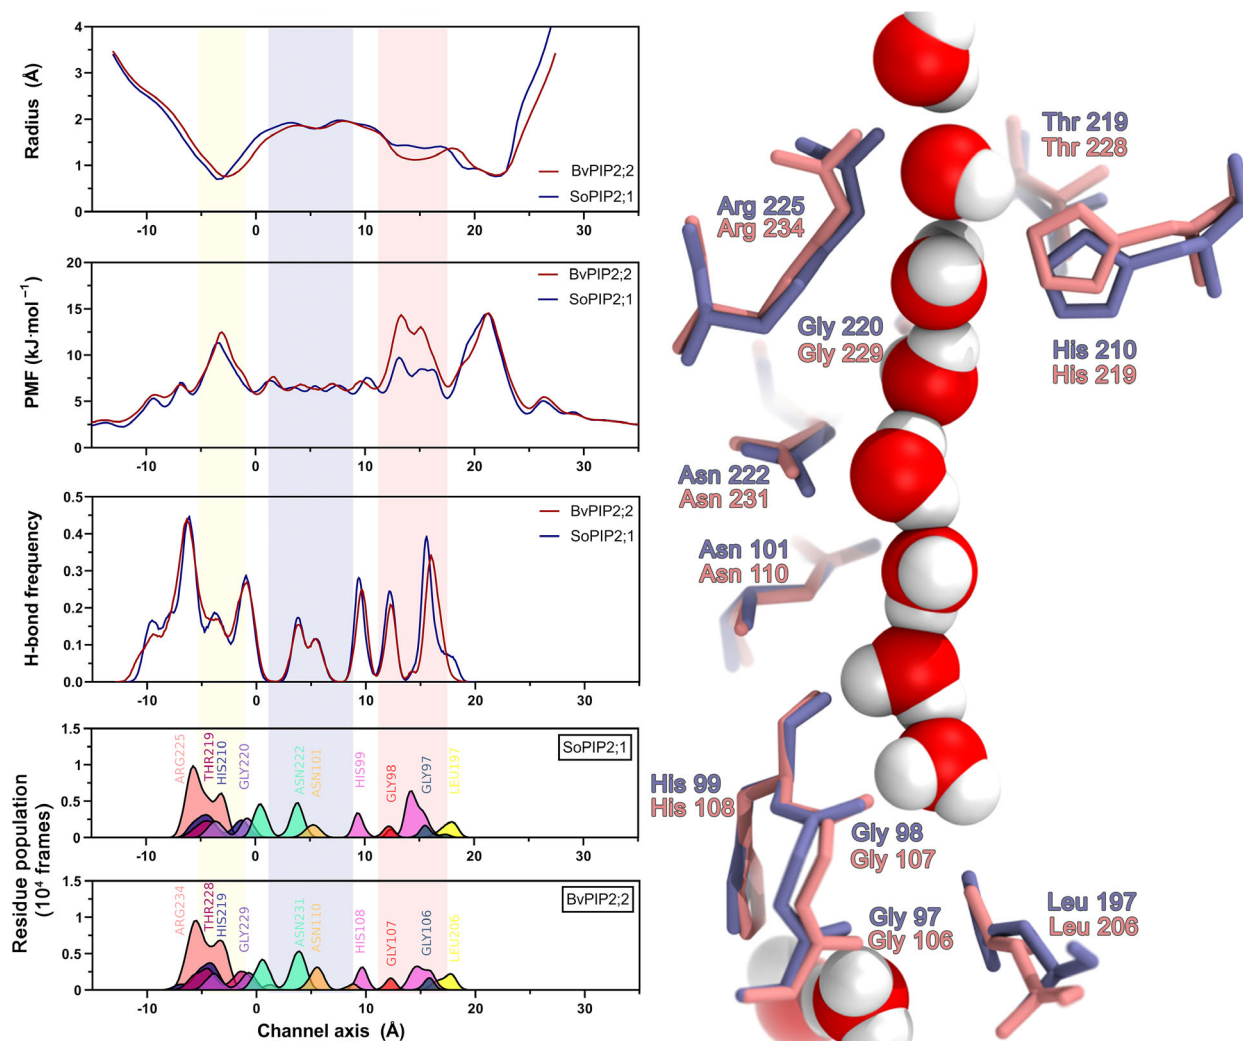 Radius (Å)
4
3
2
1
0
BvPIP2;2
SoPIP2;1
-10
0
10
20
30
PMF (kJ·mol⁻¹)
20
15
10
5
0
BvPIP2;2
SoPIP2;1
-10
0
10
20
30
H-bond frequency
0.5
0.4
0.3
0.2
0.1
0.0
BvPIP2;2
SoPIP2;1
-10
0
10
20
30
Residue population
(10⁴ frames)
1.5
1
0.5
0
ARG225
THR219
HIS210
GLY220
ASN222
ASN101
HIS99
GLY98
GLY97
LEU197
SoPIP2;1
-10
0
10
20
30
1.5
1
0.5
0
ARG234
THR228
HIS219
GLY229
ASN231
ASN110
HIS108
GLY107
GLY106
LEU206
BvPIP2;2
-10
0
10
20
30
Channel axis (Å)
Thr 219
Thr 228
Arg 225
Arg 234
Gly 220
Gly 229
His 210
His 219
Asn 222
Asn 231
Asn 101
Asn 110
His 99
His 108
Gly 98
Gly 107
Gly 97
Gly 106
Leu 197
Leu 206